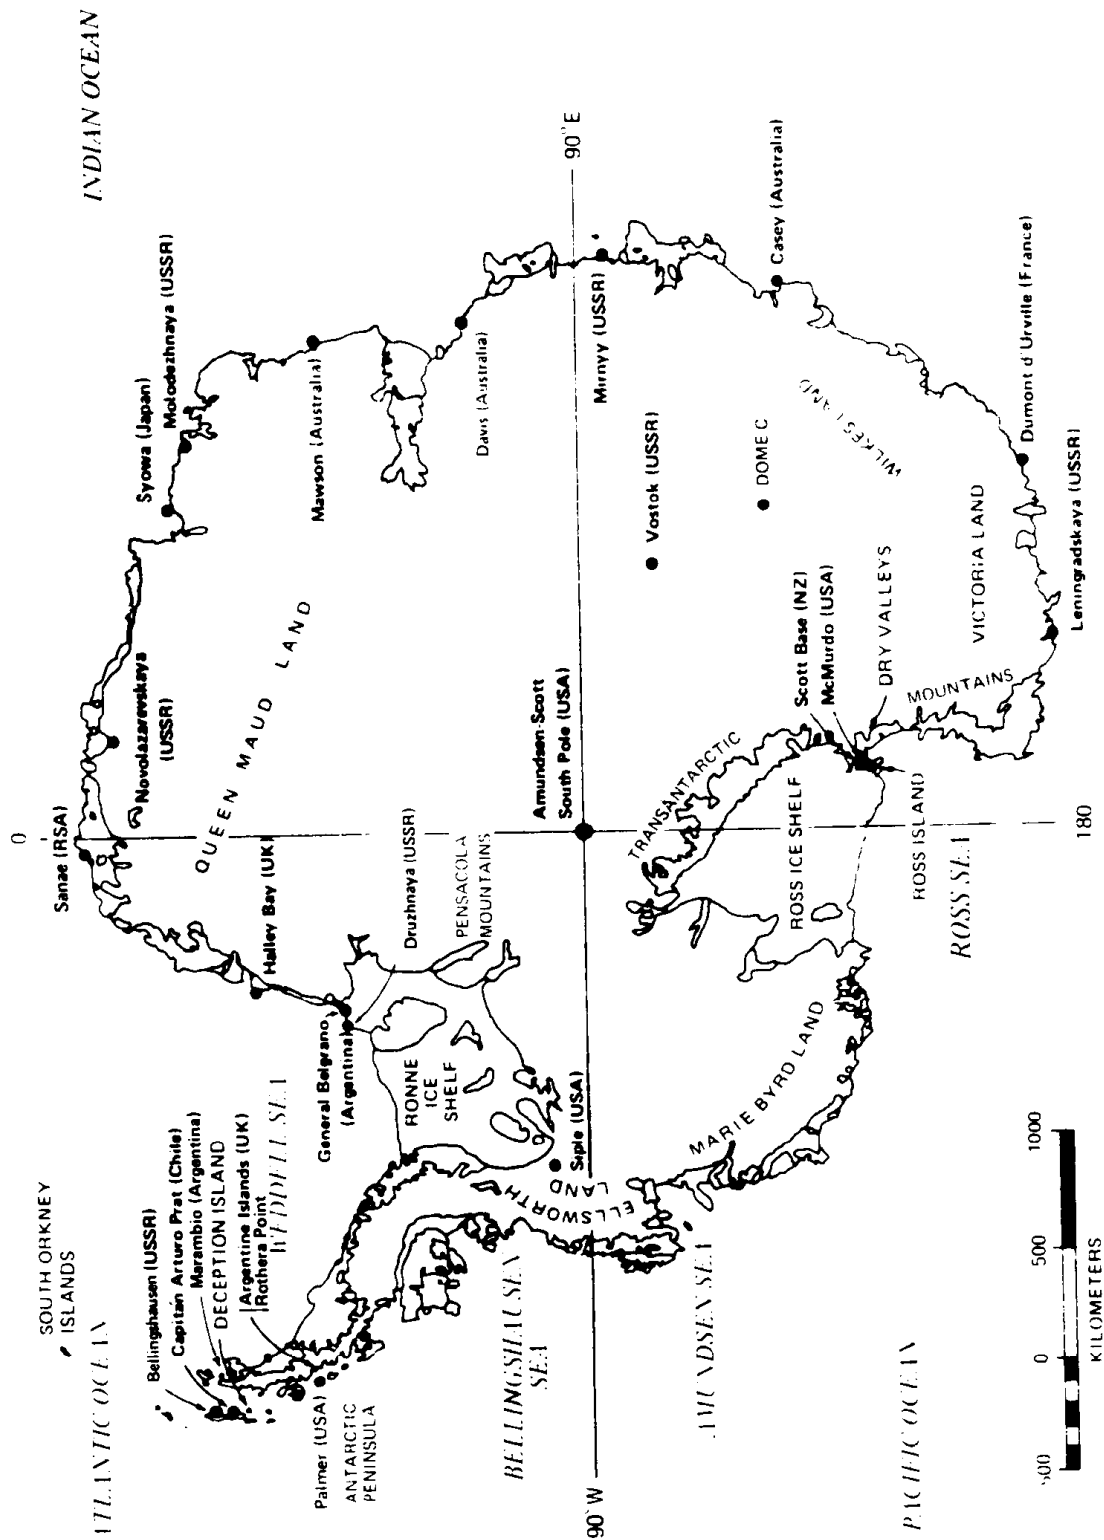 SOUTH ORKNEY
ISLANDS
ATLANTIC OCEAN
Bellingshausen (USSR)
Capitan Arturo Prat (Chile)
Marambio (Argentina)
DECEPTION ISLAND
Argentine Islands (UK)
Rothera Point
WEDDELL SEA
Palmer (USA)
ANTARCTIC
PENINSULA
General Belgrano
(Argentina)
RONNE
ICE
SHELF
Druzhnaya (USSR)
PENSACOLA
MOUNTAINS
Halley Bay (UK)
Sanae (RSA)
0
Novolazarevskaya
(USSR)
QUEEN MAUD LAND
Syowa (Japan)
Molodezhnaya (USSR)
INDIAN OCEAN
Mawson (Australia)
Davis (Australia)
90°E
Mirnyy (USSR)
Amundsen-Scott
South Pole (USA)
Siple (USA)
ELLSWORTH
LAND
BELLINGSHAUSEN
SEA
90°W
AMUNDSEN SEA
MARIE BYRD LAND
TRANSANTARCTIC
MOUNTAINS
Vostok (USSR)
DOME C
Casey (Australia)
WILKES LAND
Scott Base (NZ)
McMurdo (USA)
DRY VALLEYS
VICTORIA LAND
ROSS ICE SHELF
ROSS ISLAND
ROSS SEA
Dumont d'Urville (France)
Leningradskaya (USSR)
180
PACIFIC OCEAN
500 0 500 1000
KILOMETERS